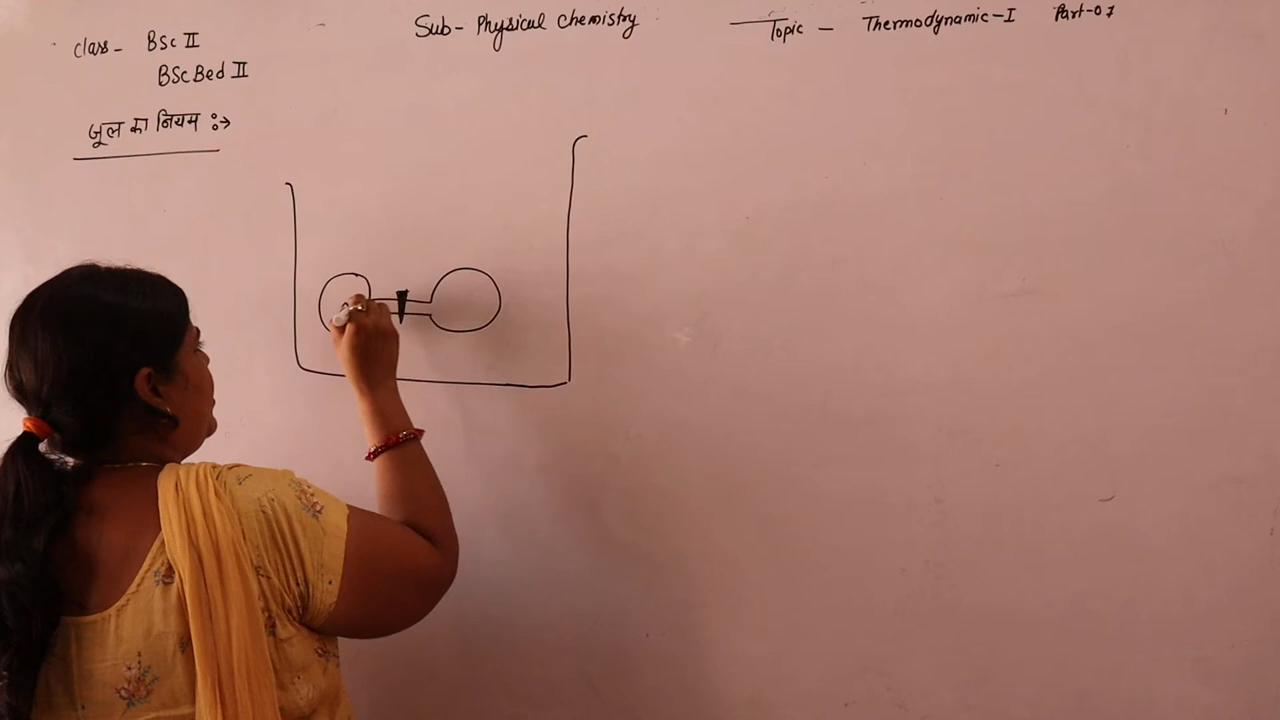 Class - BSc II
BSc Bed II
Sub - Physical Chemistry
Topic - Thermodynamic - I Part-07
जूल का नियम :->